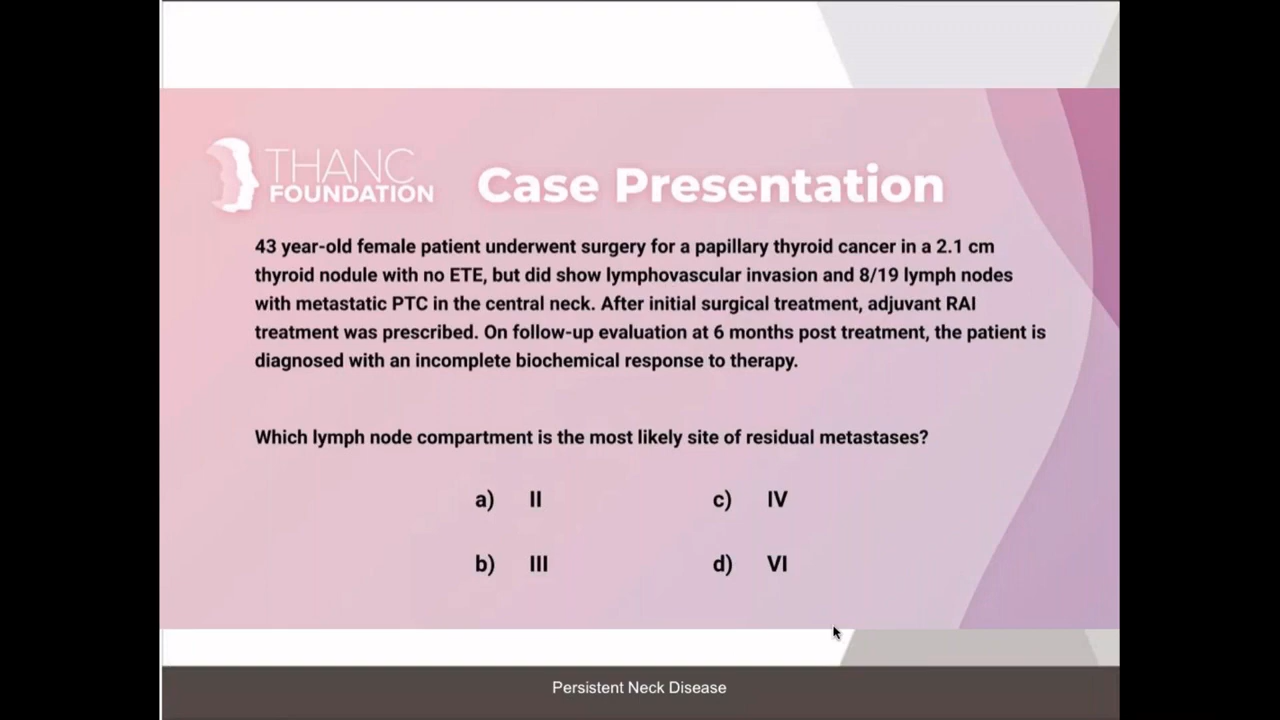 THANC
FOUNDATION
Case Presentation
43 year-old female patient underwent surgery for a papillary thyroid cancer in a 2.1 cm
thyroid nodule with no ETE, but did show lymphovascular invasion and 8/19 lymph nodes
with metastatic PTC in the central neck. After initial surgical treatment, adjuvant RAI
treatment was prescribed. On follow-up evaluation at 6 months post treatment, the patient is
diagnosed with an incomplete biochemical response to therapy.
Which lymph node compartment is the most likely site of residual metastases?
a) II
c) IV
b) III
d) VI
Persistent Neck Disease